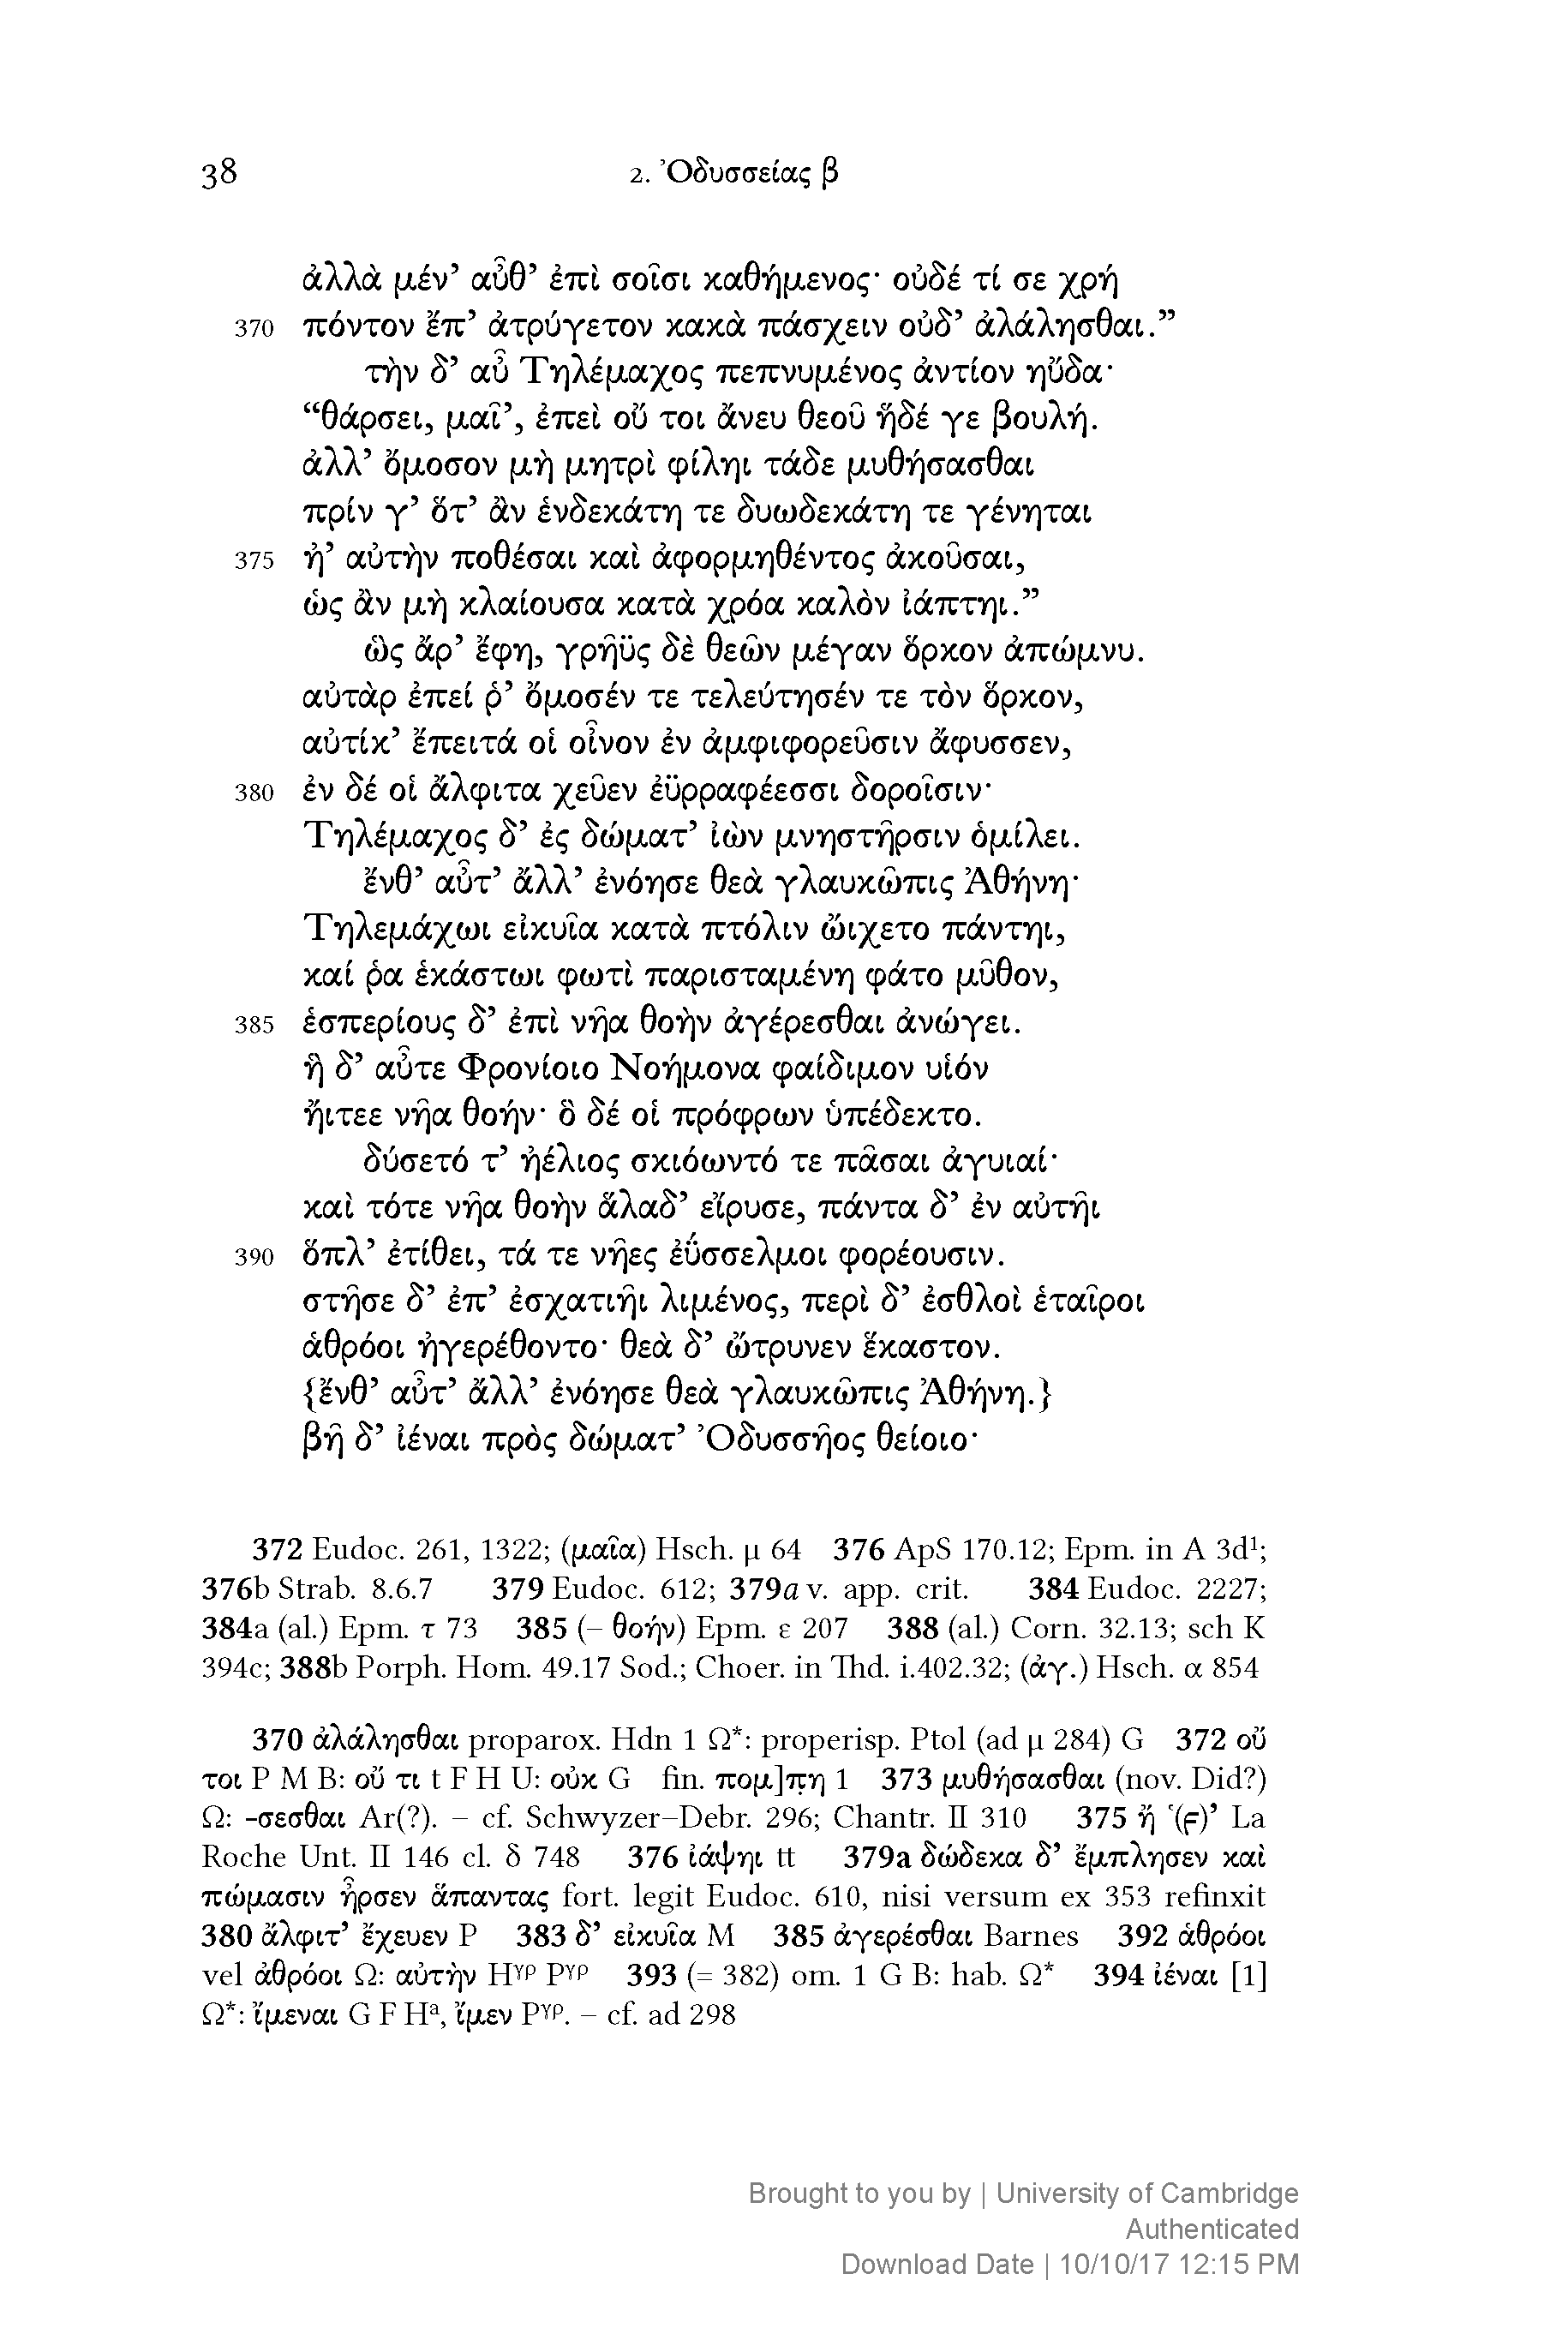 38
2. Ὀδυσσείας β
ἀλλὰ μέν’ αὖθ’ ἐπὶ σοῖσι καθήμενος· οὐδέ τί σε χρή
370 πόντον ἔπ’ ἀτρύγετον κακὰ πάσχειν οὐδ’ ἀλάλησθαι.”
τὴν δ’ αὖ Τηλέμαχος πεπνυμένος ἀντίον ηὔδα·
“θάρσει, μαῖ’, ἐπεὶ οὔ τοι ἄνευ θεοῦ ἥδέ γε βουλή.
ἀλλ’ ὄμοσον μὴ μητρὶ φίληι τάδε μυθήσασθαι
πρίν γ’ ὅτ’ ἂν ἑνδεκάτη τε δυωδεκάτη τε γένηται
375 ἠ’ αὐτὴν ποθέσαι καὶ ἀφορμηθέντος ἀκοῦσαι,
ὡς ἂν μὴ κλαίουσα κατὰ χρόα καλὸν ἰάπτηι.”
ὣς ἄρ’ ἔφη, γρῆϋς δὲ θεῶν μέγαν ὅρκον ἀπώμνυ.
αὐτὰρ ἐπεί ῥ’ ὄμοσέν τε τελεύτησέν τε τὸν ὅρκον,
αὐτίκ’ ἔπειτά οἱ οἶνον ἐν ἀμφιφορεῦσιν ἄφυσσεν,
380 ἐν δέ οἱ ἄλφιτα χεῦεν ἐϋρραφέεσσι δοροῖσιν·
Τηλέμαχος δ’ ἐς δώματ’ ἰὼν μνηστῆρσιν ὁμίλει.
ἔνθ’ αὖτ’ ἄλλ’ ἐνόησε θεὰ γλαυκῶπις Ἀθήνη·
Τηλεμάχωι εἰκυῖα κατὰ πτόλιν ὤιχετο πάντηι,
καί ῥα ἑκάστωι φωτὶ παρισταμένη φάτο μῦθον,
385 ἑσπερίους δ’ ἐπὶ νῆα θοὴν ἀγέρεσθαι ἀνώγει.
ἣ δ’ αὖτε Φρονίοιο Νοήμονα φαίδιμον υἱόν
ἤιτεε νῆα θοήν· ὃ δέ οἱ πρόφρων ὑπέδεκτο.
δύσετό τ’ ἠέλιος σκιόωντό τε πᾶσαι ἀγυιαί·
καὶ τότε νῆα θοὴν ἅλαδ’ εἴρυσε, πάντα δ’ ἐν αὐτῆι
390 ὅπλ’ ἐτίθει, τά τε νῆες ἐΰσσελμοι φορέουσιν.
στῆσε δ’ ἐπ’ ἐσχατιῆι λιμένος, περὶ δ’ ἐσθλοὶ ἑταῖροι
ἁθρόοι ἠγερέθοντο· θεὰ δ’ ὤτρυνεν ἕκαστον.
{ἔνθ’ αὖτ’ ἄλλ’ ἐνόησε θεὰ γλαυκῶπις Ἀθήνη.}
βῆ δ’ ἰέναι πρὸς δώματ’ Ὀδυσσῆος θείοιο·
372 Eudoc. 261, 1322; (μαῖα) Hsch. μ 64 376 ApS 170.12; Epm. in A 3d¹;
376b Strab. 8.6.7 379 Eudoc. 612; 379a v. app. crit. 384 Eudoc. 2227;
384a (al.) Epm. τ 73 385 (– θοήν) Epm. ε 207 388 (al.) Corn. 32.13; sch K
394c; 388b Porph. Hom. 49.17 Sod.; Choer. in Thd. i.402.32; (ἀγ.) Hsch. α 854
370 ἀλάλησθαι proparox. Hdn 1 Ω*: properisp. Ptol (ad μ 284) G 372 οὔ
τοι P M B: οὔ τι t F H U: οὐκ G fin. πομ]π̣η 1 373 μυθήσασθαι (nov. Did?)
Ω: -σεσθαι Ar(?). – cf. Schwyzer–Debr. 296; Chantr. II 310 375 ἤ ‛(ϝ)’ La
Roche Unt. II 146 cl. δ 748 376 ἰάψηι tt 379a δώδεκα δ’ ἔμπλησεν καὶ
πώμασιν ἦρσεν ἅπαντας fort. legit Eudoc. 610, nisi versum ex 353 refinxit
380 ἄλφιτ’ ἔχευεν P 383 δ’ εἰκυῖα M 385 ἀγερέσθαι Barnes 392 ἁθρόοι
vel ἀθρόοι Ω: αὐτὴν Hᵞᵖ Pᵞᵖ 393 (= 382) om. 1 G B: hab. Ω* 394 ἰέναι [1]
Ω*: ἴμεναι G F Hᵃ, ἴμεν Pᵞᵖ. – cf. ad 298
Brought to you by | University of Cambridge
Authenticated
Download Date | 10/10/17 12:15 PM